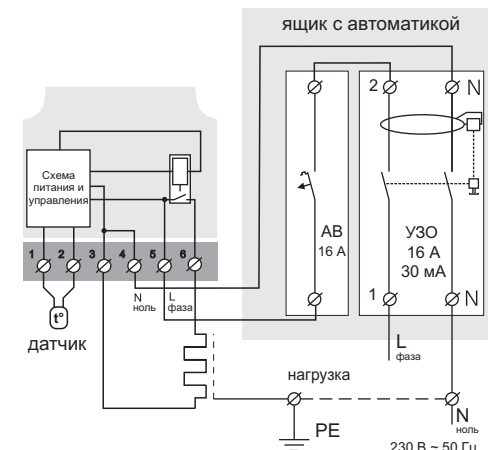 ящик с автоматикой
2
N
Схема
питания и
управления
АВ
16 А
УЗО
16 А
30 мА
1 2 3 4 5 6
1
N
N
ноль
L
фаза
t°
датчик
L
фаза
нагрузка
PE
N
ноль
230 В ~ 50 Гц